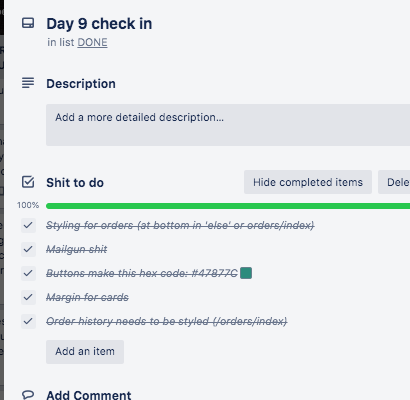 Day 9 check in
in list DONE
Description
Add a more detailed description...
Shit to do
Hide completed items
Dele
100%
Styling for orders (at bottom in 'else' or orders/index)
Mailgun shit
Buttons make this hex code: #47877C
Margin for cards
Order history needs to be styled (/orders/index)
Add an item
Add Comment